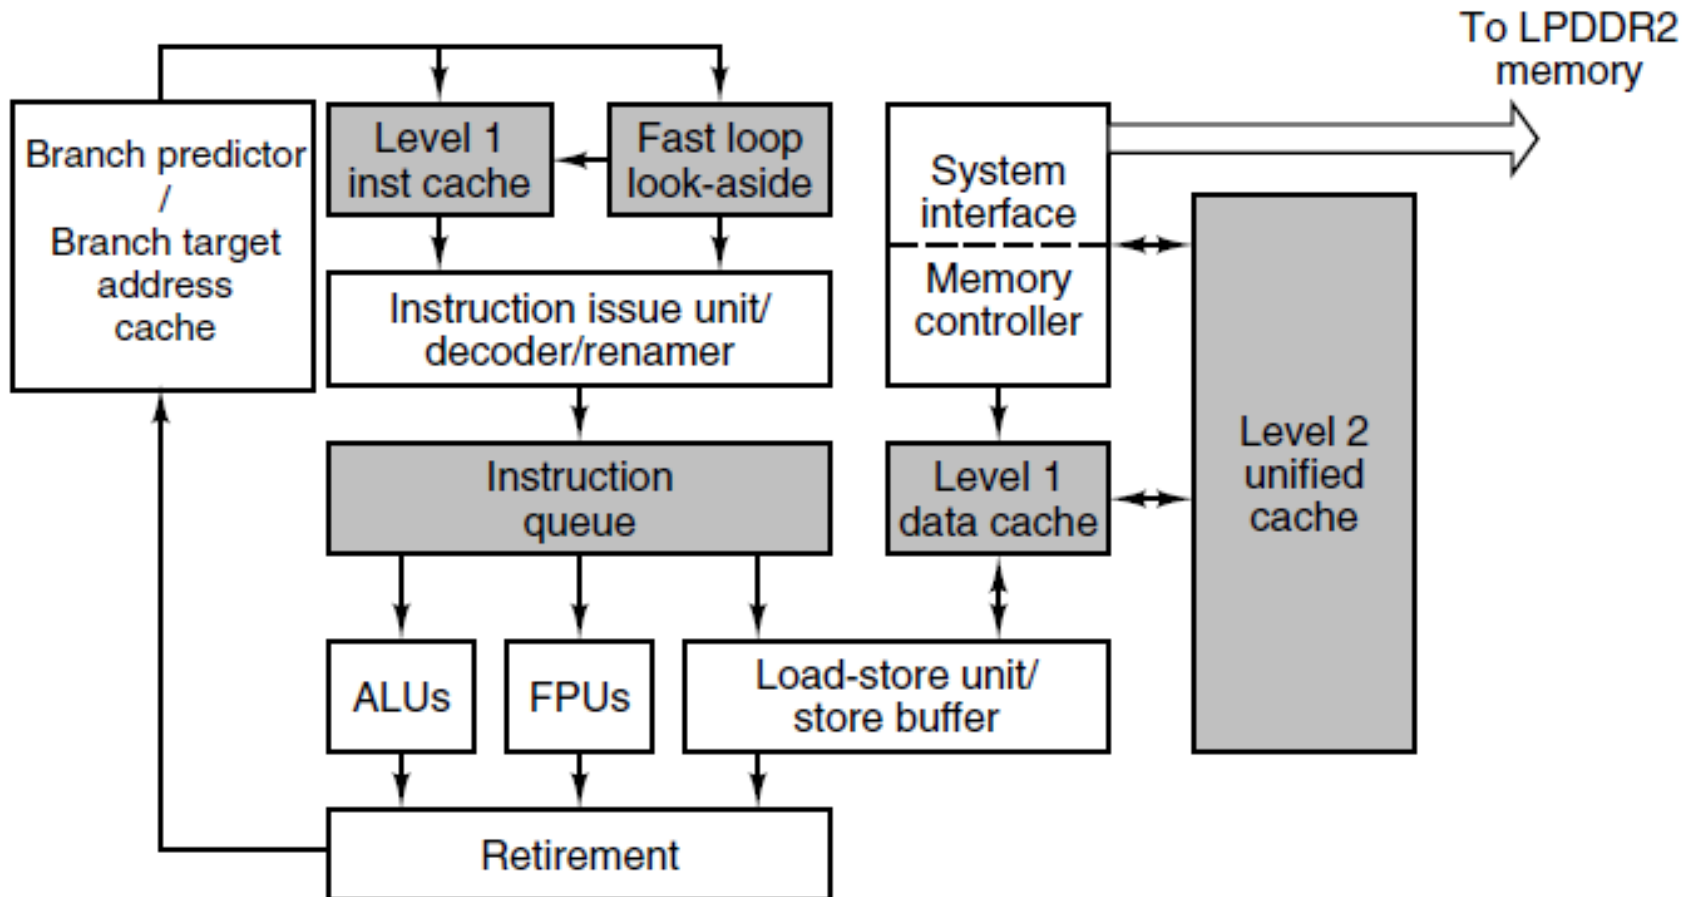 To LPDDR2
memory
Branch predictor
/
Branch target
address
cache
Level 1
inst cache
Fast loop
look-aside
System
interface
Memory
controller
Instruction issue unit/
decoder/renamer
Instruction
queue
Level 1
data cache
Level 2
unified
cache
ALUs
FPUs
Load-store unit/
store buffer
Retirement